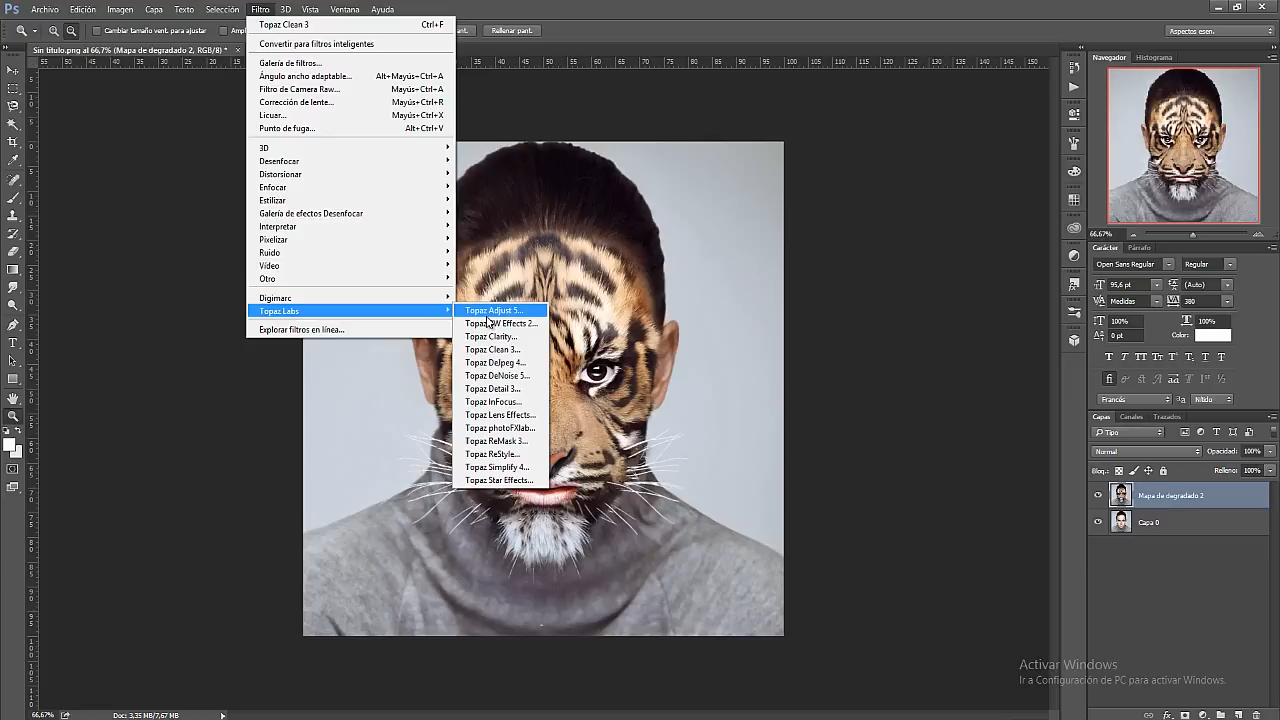 Ps Archivo Edición Imagen Capa Texto Selección Filtro 3D Vista Ventana Ayuda
Cambiar tamaño vent. para ajustar
ant. Rellenar pant.
Aspectos esen.
Sin título.png al 66,7% (Mapa de degradado 2, RGB/8) *
Topaz Clean 3 Ctrl+F
Convertir para filtros inteligentes
Galería de filtros...
Ángulo ancho adaptable... Alt+Mayús+Ctrl+A
Filtro de Camera Raw... Mayús+Ctrl+A
Corrección de lente... Mayús+Ctrl+R
Licuar... Mayús+Ctrl+X
Punto de fuga... Alt+Ctrl+V
3D
Desenfocar
Distorsionar
Enfocar
Estilizar
Galería de efectos Desenfocar
Interpretar
Pixelizar
Ruido
Vídeo
Otro
Digimarc
Topaz Labs
Explorar filtros en línea...
Topaz Adjust 5...
Topaz BW Effects 2...
Topaz Clarity...
Topaz Clean 3...
Topaz DeJpeg 4...
Topaz DeNoise 5...
Topaz Detail 3...
Topaz InFocus...
Topaz Lens Effects...
Topaz photoFXlab...
Topaz ReMask 3...
Topaz ReStyle...
Topaz Simplify 4...
Topaz Star Effects...
Navegador Histograma
66.67%
Carácter Párrafo
Open Sans Regular Regular
95,6 pt (Auto)
Medidas 380
100% 100%
0 pt Color:
Francés Nítido
Capas Canales Trazados
Tipo
Normal Opacidad: 100%
Bloq.: Relleno: 100%
Mapa de degradado 2
Capa 0
Activar Windows
Ir a Configuración de PC para activar Windows.
66,67% Doc: 3,35 MB/7,67 MB